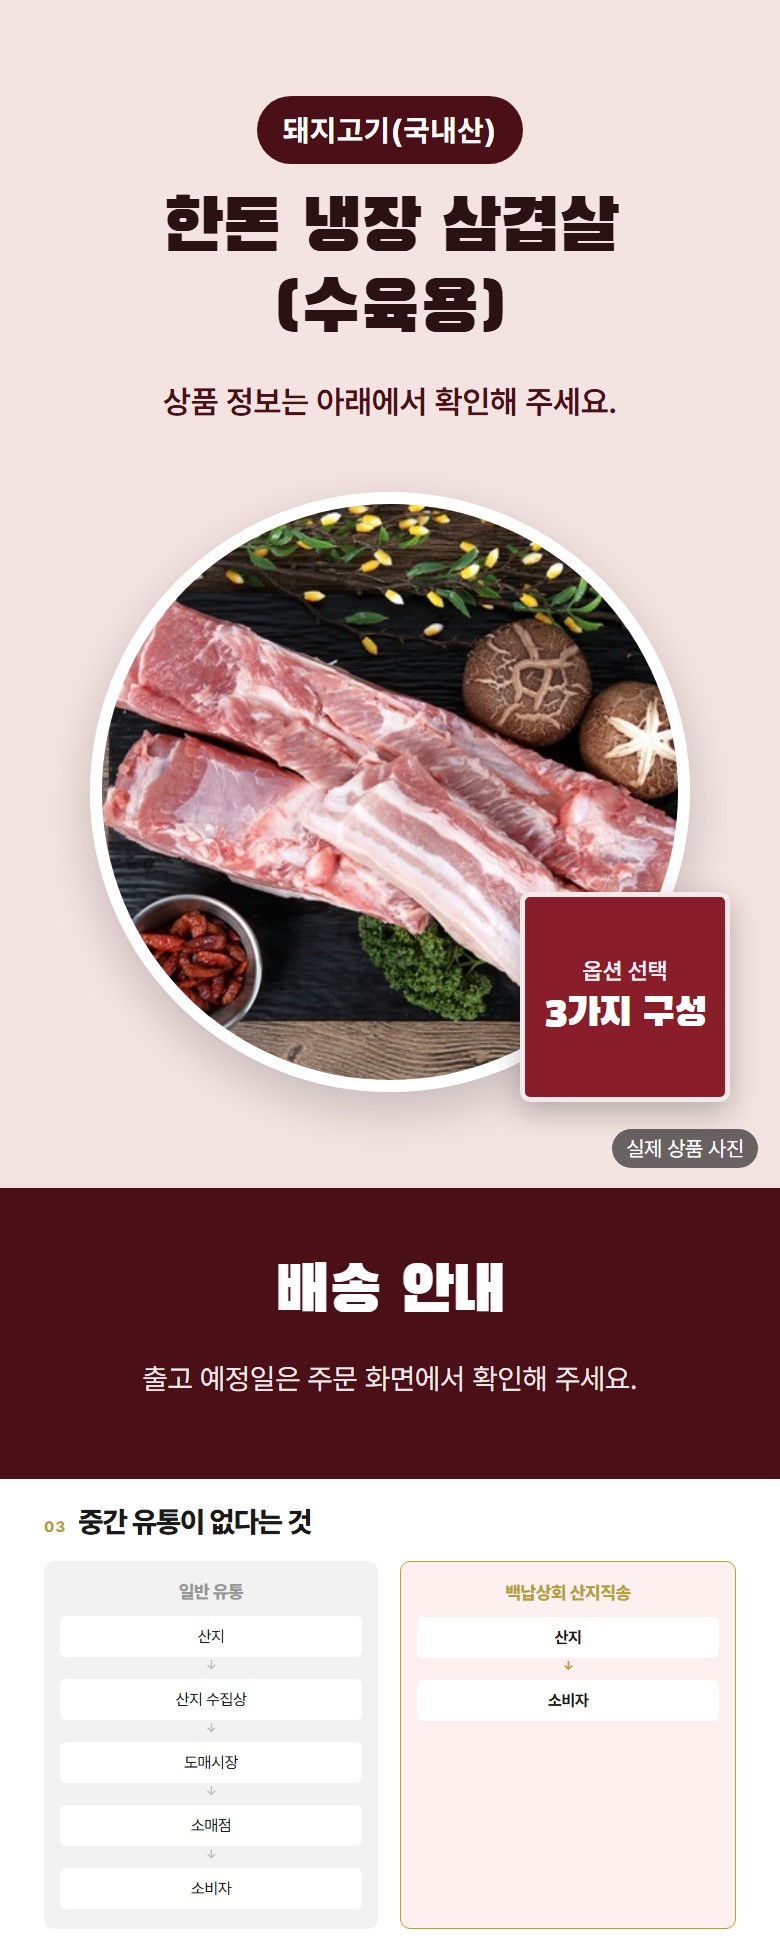 돼지고기(국내산)
한돈 냉장 삼겹살
(수육용)
상품 정보는 아래에서 확인해 주세요.
옵션 선택
3가지 구성
실제 상품 사진
배송 안내
출고 예정일은 주문 화면에서 확인해 주세요.
03 중간 유통이 없다는 것
일반 유통
산지
↓
산지 수집상
↓
도매시장
↓
소매점
↓
소비자
백납상회 산지직송
산지
↓
소비자